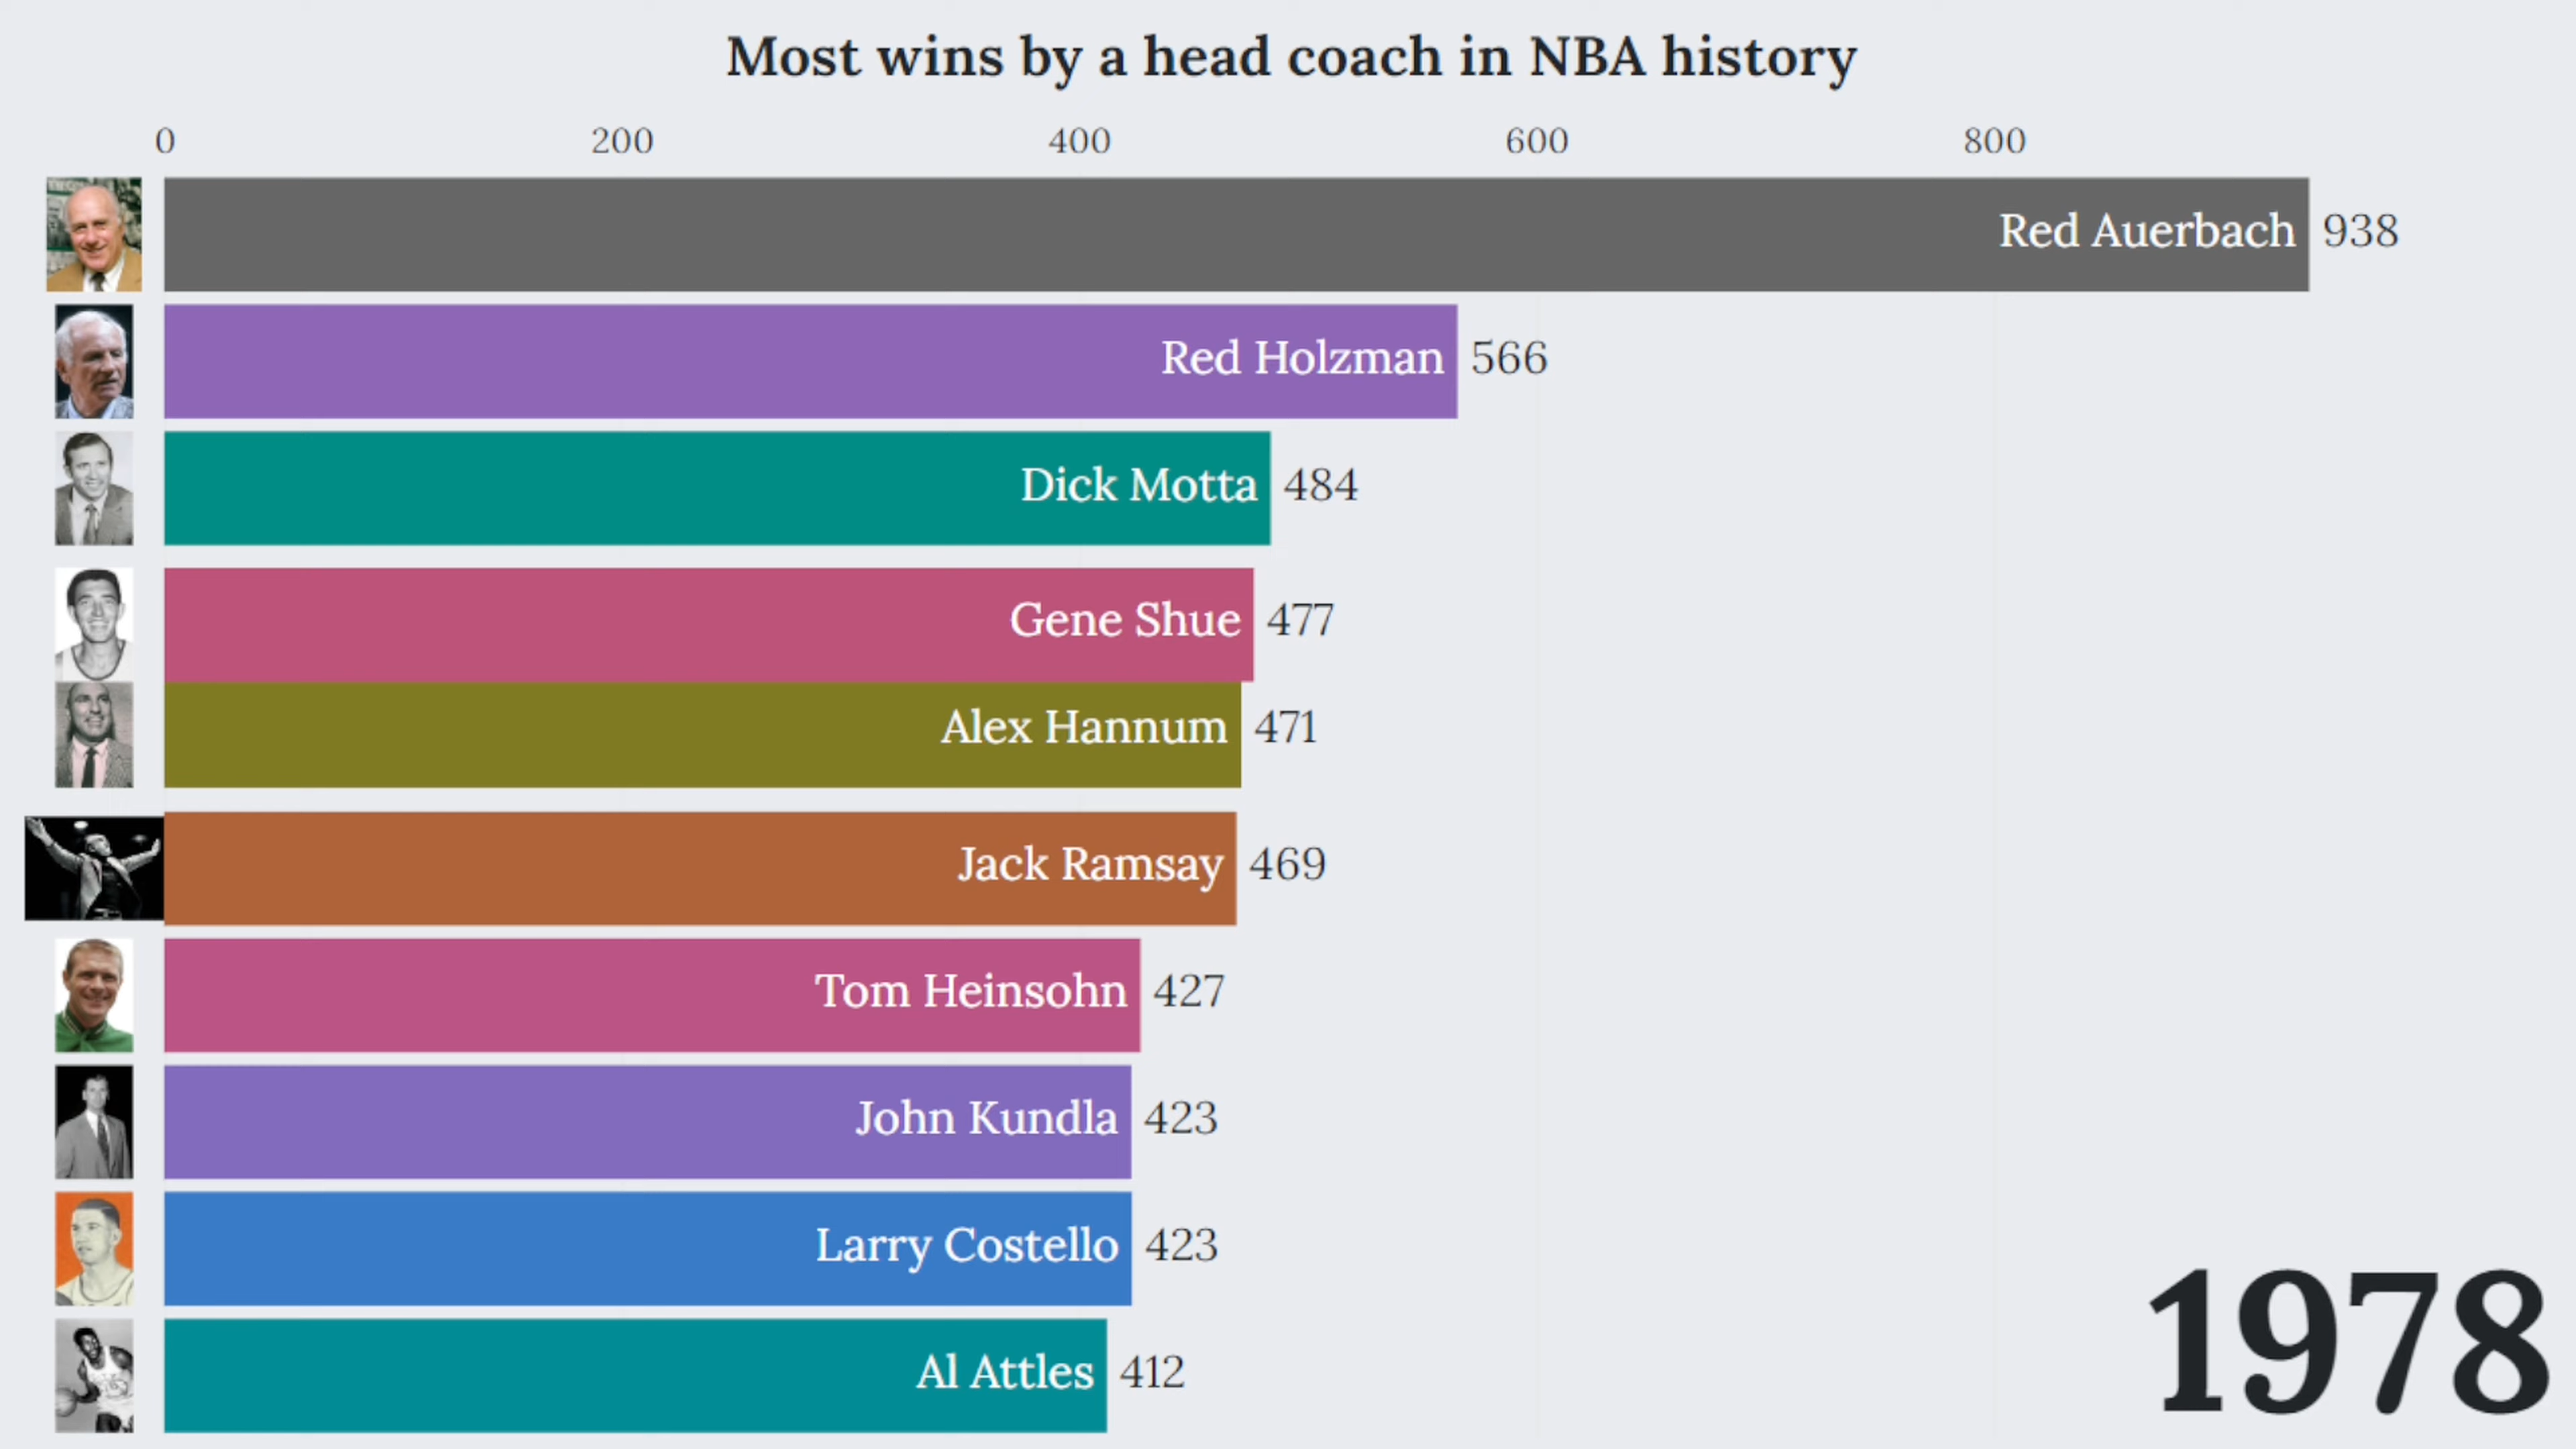 Most wins by a head coach in NBA history
0 200 400 600 800
Red Auerbach 938
Red Holzman 566
Dick Motta 484
Gene Shue 477
Alex Hannum 471
Jack Ramsay 469
Tom Heinsohn 427
John Kundla 423
Larry Costello 423
Al Attles 412
1978